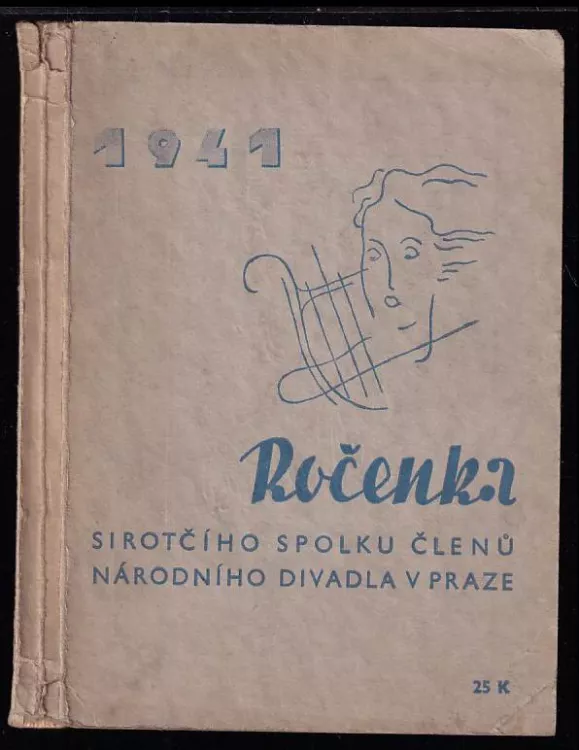 1941
Ročenka
SIROTČÍHO SPOLKU ČLENŮ
NÁRODNÍHO DIVADLA V PRAZE
25 K